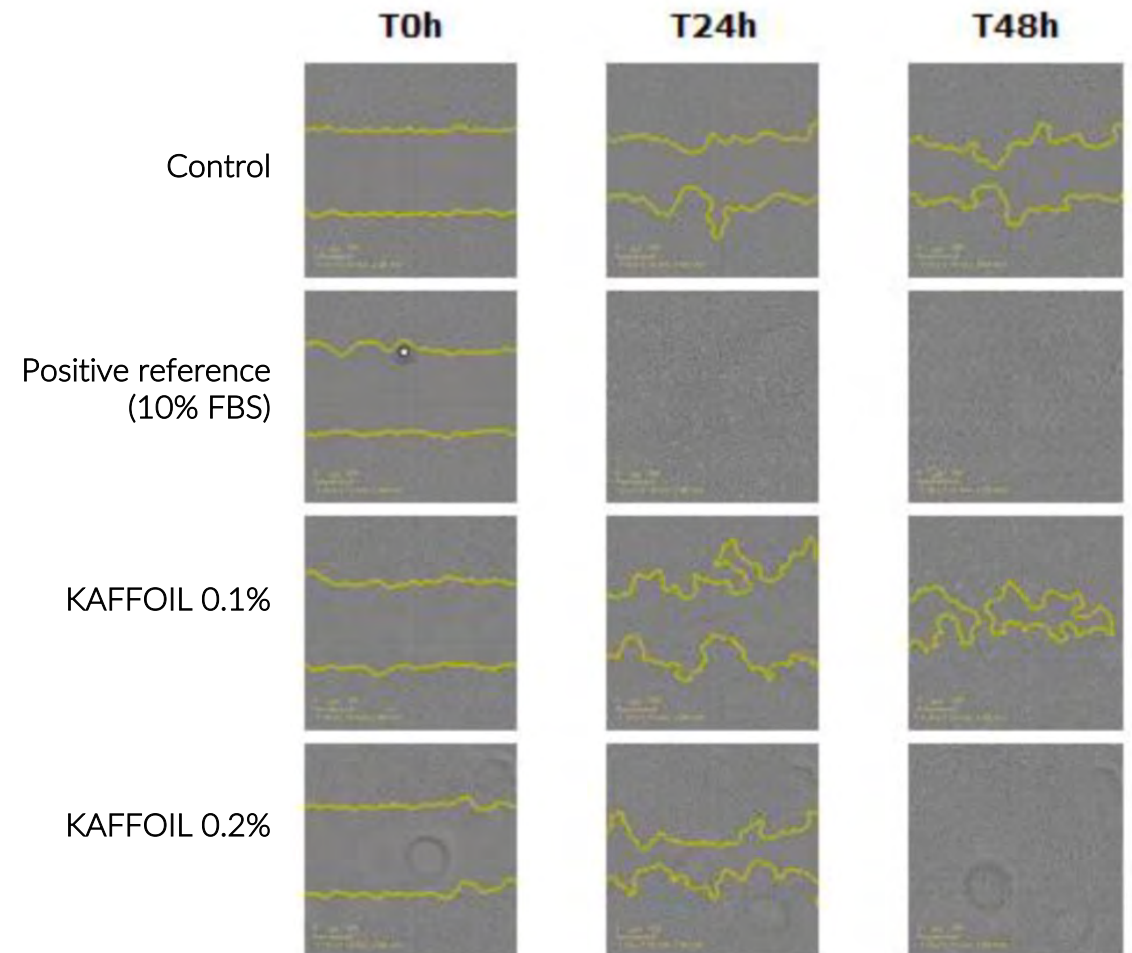 T0h
T24h
T48h
Control
Positive reference
(10% FBS)
KAFFOIL 0.1%
KAFFOIL 0.2%